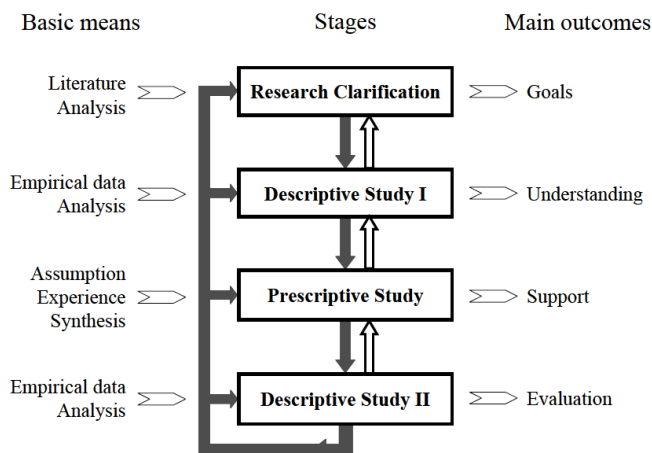 Basic means
Stages
Main outcomes
Literature
Analysis
Research Clarification
Goals
Empirical data
Analysis
Descriptive Study I
Understanding
Assumption
Experience
Synthesis
Prescriptive Study
Support
Empirical data
Analysis
Descriptive Study II
Evaluation